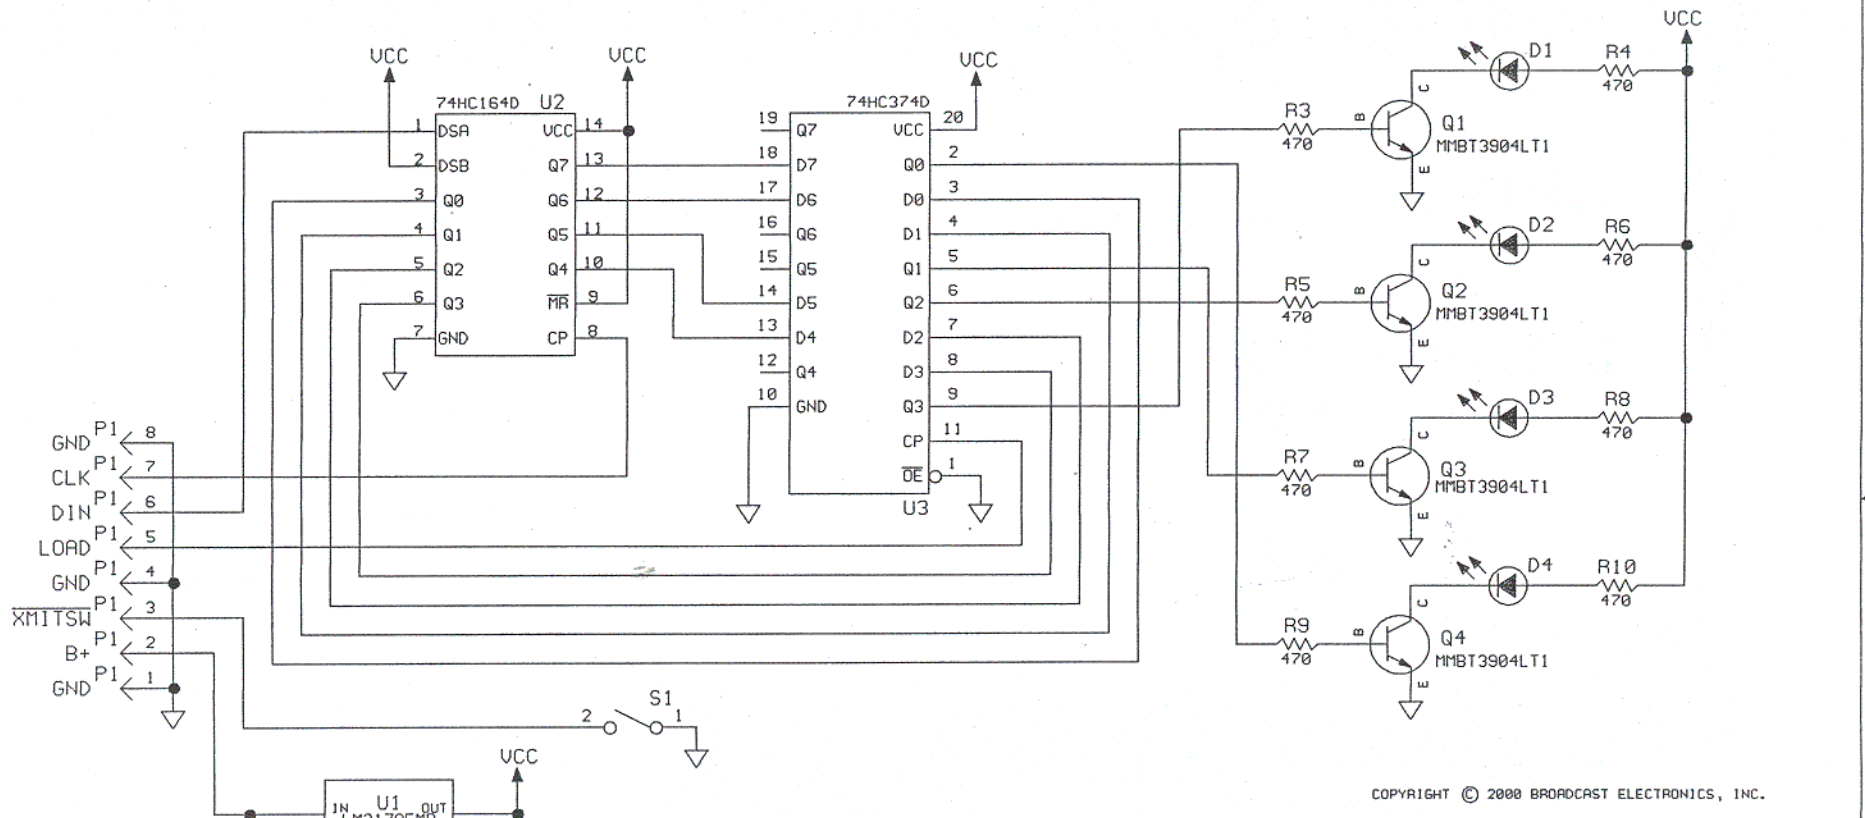 VCC
VCC
VCC
VCC
74HC164D U2
1 DSA VCC 14
2 DSB Q7 13
3 Q0 Q6 12
4 Q1 Q5 11
5 Q2 Q4 10
6 Q3 MR 9
7 GND CP 8
74HC374D
19 Q7 VCC 20
18 D7 Q0 2
17 D6 D0 3
16 Q6 D1 4
15 Q5 Q1 5
14 D5 Q2 6
13 D4 D2 7
12 Q4 D3 8
10 GND Q3 9
CP 11
OE 1
U3
D1 R4
470
R3
470
B C E
Q1
MMBT3904LT1
D2 R6
470
R5
470
B C E
Q2
MMBT3904LT1
D3 R8
470
R7
470
B C E
Q3
MMBT3904LT1
D4 R10
470
R9
470
B C E
Q4
MMBT3904LT1
GND P1 8
CLK P1 7
DIN P1 6
LOAD P1 5
GND P1 4
XMITSW P1 3
B+ P1 2
GND P1 1
2 S1 1
VCC
IN U1 OUT
COPYRIGHT © 2000 BROADCAST ELECTRONICS, INC.